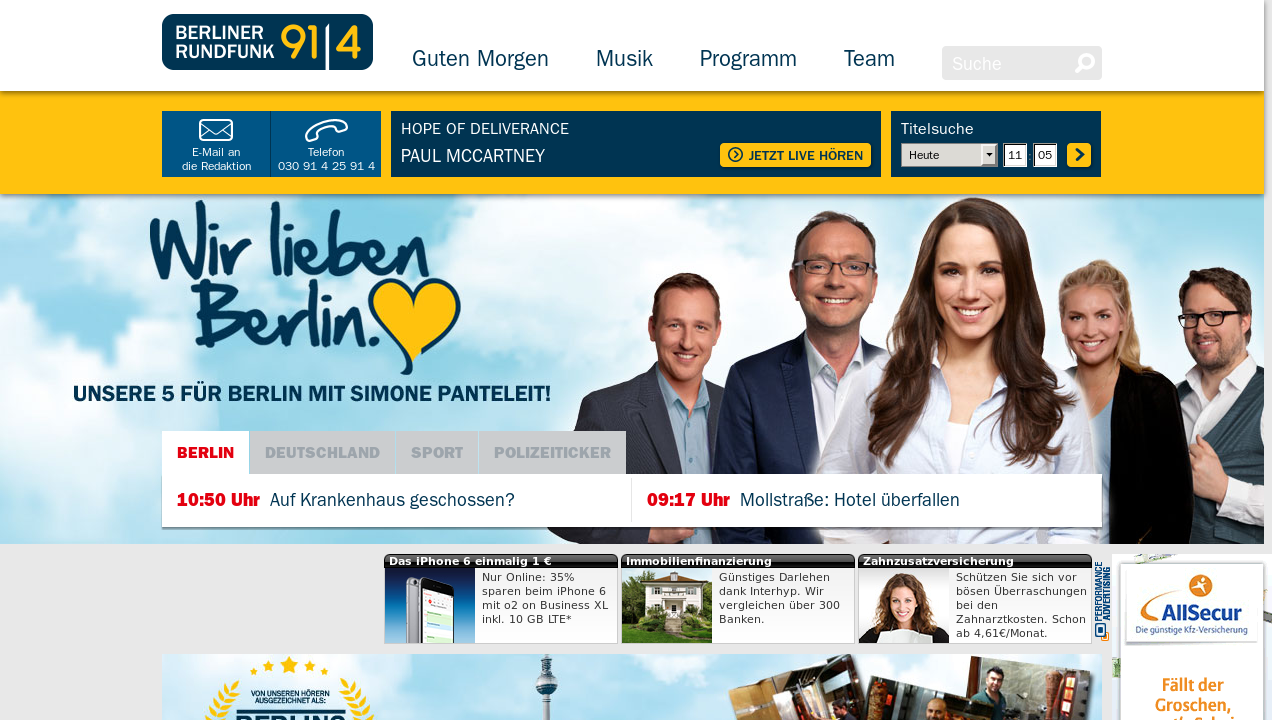 BERLINER
RUNDFUNK 91|4
Guten Morgen Musik Programm Team Suche
E-Mail an
die Redaktion
Telefon
030 91 4 25 91 4
HOPE OF DELIVERANCE
PAUL MCCARTNEY
JETZT LIVE HÖREN
Titelsuche
Heute 11 : 05
Wir lieben
Berlin.
UNSERE 5 FÜR BERLIN MIT SIMONE PANTELEIT!
BERLIN DEUTSCHLAND SPORT POLIZEITICKER
10:50 Uhr Auf Krankenhaus geschossen?
09:17 Uhr Mollstraße: Hotel überfallen
Das iPhone 6 einmalig 1 €
Nur Online: 35%
sparen beim iPhone 6
mit o2 on Business XL
inkl. 10 GB LTE*
Immobilienfinanzierung
Günstiges Darlehen
dank Interhyp. Wir
vergleichen über 300
Banken.
Zahnzusatzversicherung
Schützen Sie sich vor
bösen Überraschungen
bei den
Zahnarztkosten. Schon
ab 4,61€/Monat.
PERFORMANCE
ADVERTISING
AllSecur
Die günstige Kfz-Versicherung
Fällt der
Groschen,
VON UNSEREN HÖRERN
AUSGEZEICHNET ALS:
BERLINS